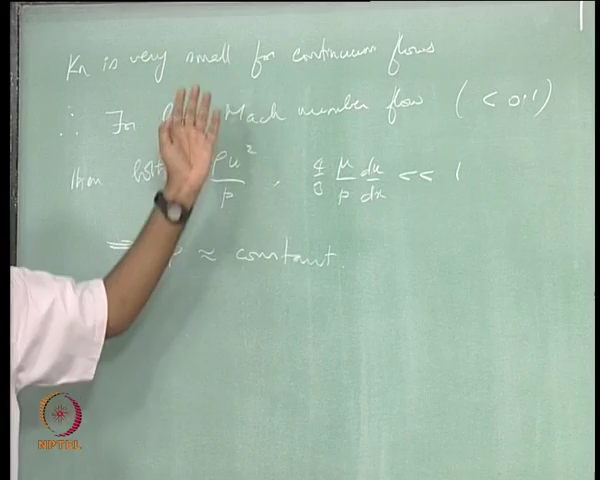 Kn is very small for continuum flows
∴ For Mach number flow ( < 0.1 )
then both ρu²/p , 4/3 μ/p du/dx << 1
⇒ p ≈ constant.
NPTEL